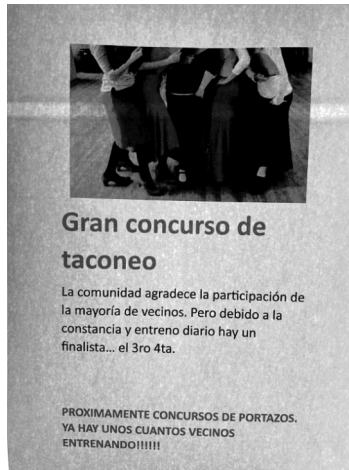 Gran concurso de
taconeo
La comunidad agradece la participación de
la mayoría de vecinos. Pero debido a la
constancia y entreno diario hay un
finalista... el 3ro 4ta.
PROXIMAMENTE CONCURSOS DE PORTAZOS.
YA HAY UNOS CUANTOS VECINOS
ENTRENANDO!!!!!!